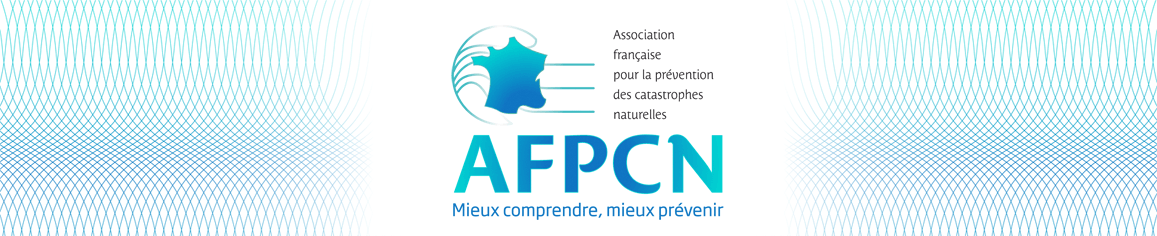 Association
française
pour la prévention
des catastrophes
naturelles
AFPCN
Mieux comprendre, mieux prévenir